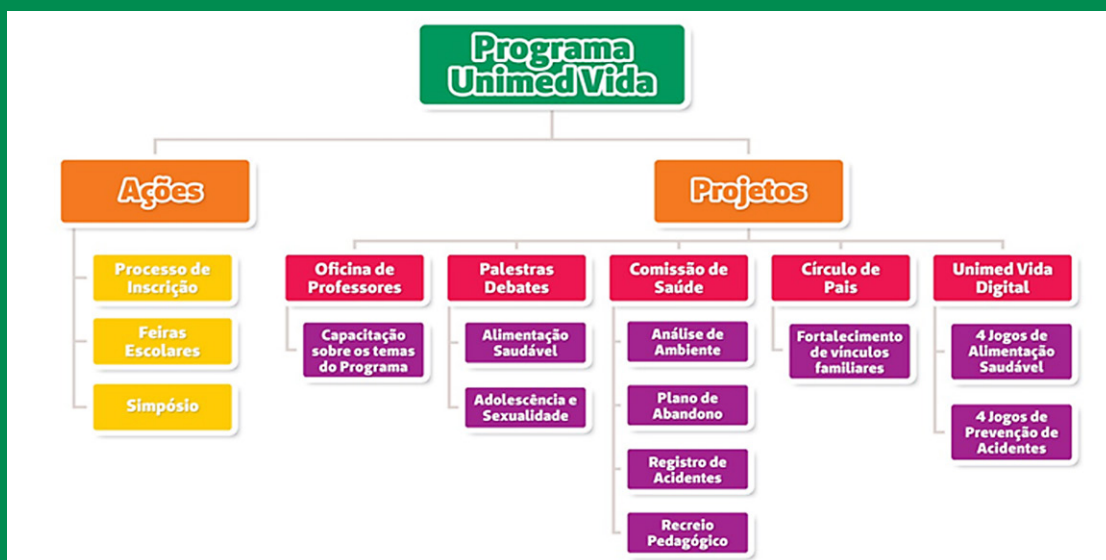 Programa
Unimed Vida
Ações
Processo de
Inscrição
Feiras
Escolares
Simpósio
Projetos
Oficina de
Professores
Capacitação
sobre os temas
do Programa
Palestras
Debates
Alimentação
Saudável
Adolescência e
Sexualidade
Comissão de
Saúde
Análise de
Ambiente
Plano de
Abandono
Registro de
Acidentes
Recreio
Pedagógico
Círculo de
Pais
Fortalecimento
de vínculos
familiares
Unimed Vida
Digital
4 Jogos de
Alimentação
Saudável
4 Jogos de
Prevenção de
Acidentes